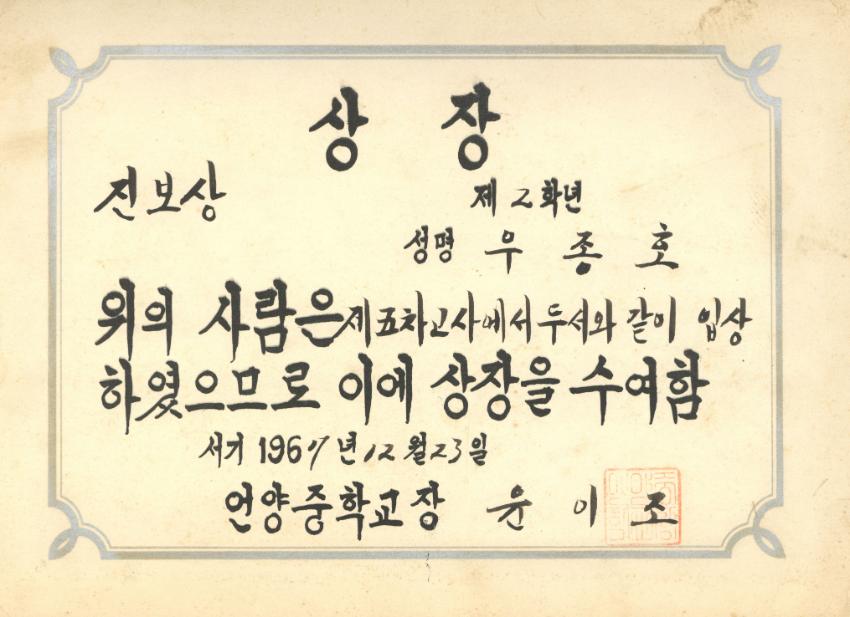 상 장
진보상
제 2 학년
성명 우 종 호
위의 사람은 제五차고사에서 두서와 같이 입상
하였으므로 이에 상장을 수여함
서기 1967년 12월 23일
언양중학교장 윤 이 조